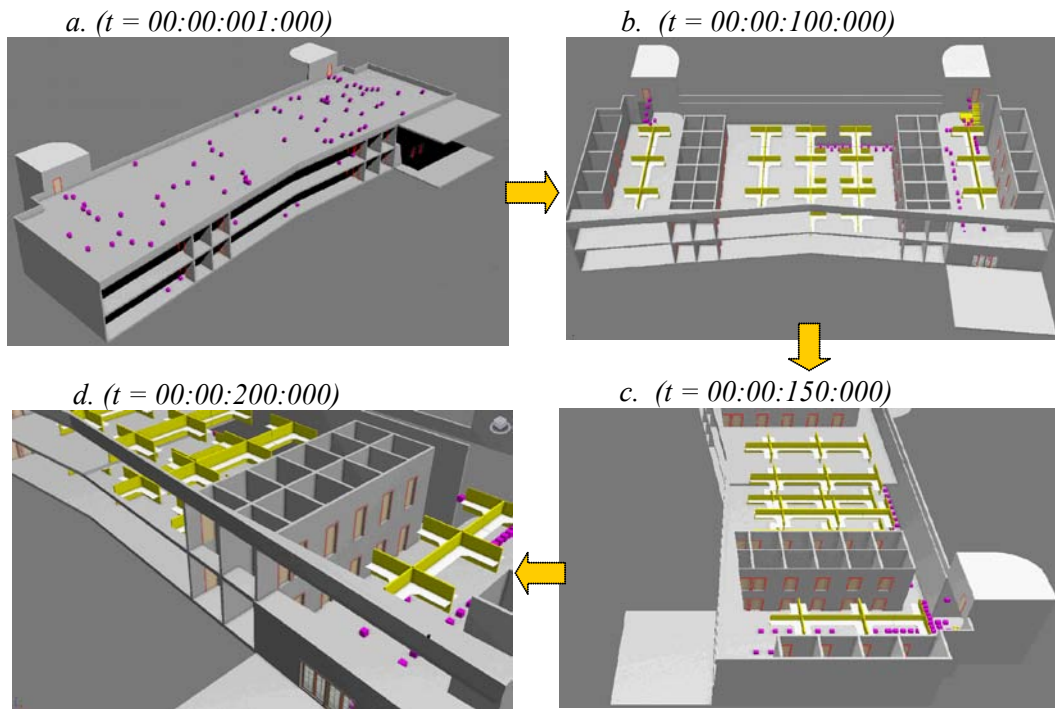 a. (t = 00:00:001:000)
b. (t = 00:00:100:000)
d. (t = 00:00:200:000)
c. (t = 00:00:150:000)